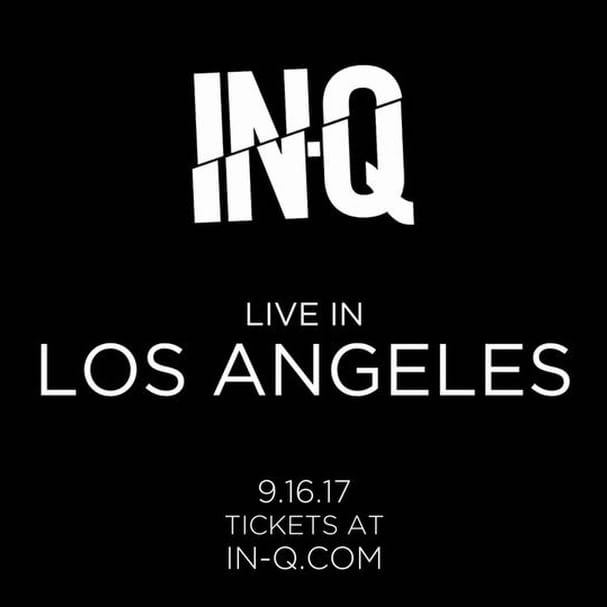 IN-Q
LIVE IN
LOS ANGELES
9.16.17
TICKETS AT
IN-Q.COM